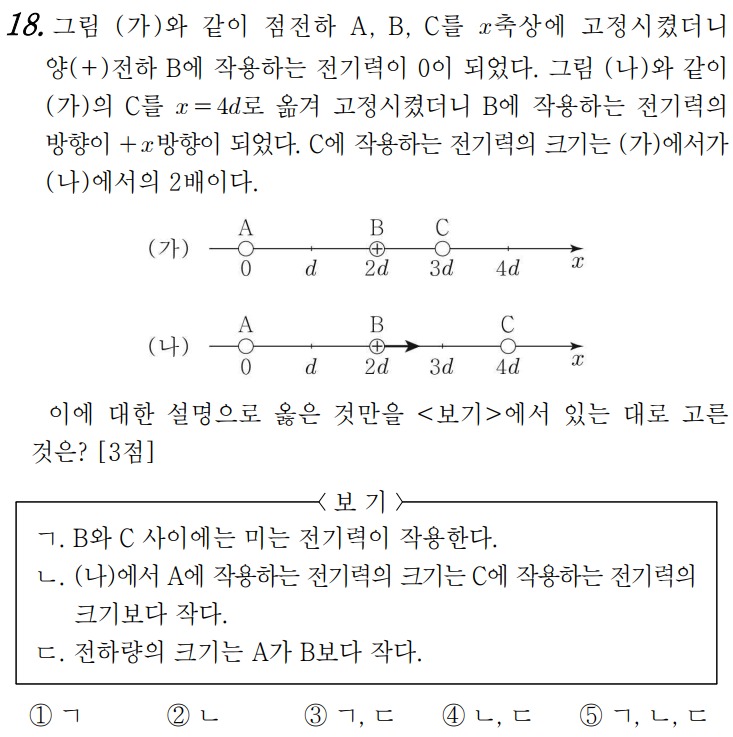 18. 그림 (가)와 같이 점전하 A, B, C를 x축상에 고정시켰더니
양(+)전하 B에 작용하는 전기력이 0이 되었다. 그림 (나)와 같이
(가)의 C를 x=4d로 옮겨 고정시켰더니 B에 작용하는 전기력의
방향이 +x방향이 되었다. C에 작용하는 전기력의 크기는 (가)에서가
(나)에서의 2배이다.
A B C
(가) +
0 d 2d 3d 4d x
A B C
(나) +
0 d 2d 3d 4d x
이에 대한 설명으로 옳은 것만을 <보기>에서 있는 대로 고른
것은? [3점]
< 보 기 >
ㄱ. B와 C 사이에는 미는 전기력이 작용한다.
ㄴ. (나)에서 A에 작용하는 전기력의 크기는 C에 작용하는 전기력의
크기보다 작다.
ㄷ. 전하량의 크기는 A가 B보다 작다.
① ㄱ ② ㄴ ③ ㄱ, ㄷ ④ ㄴ, ㄷ ⑤ ㄱ, ㄴ, ㄷ